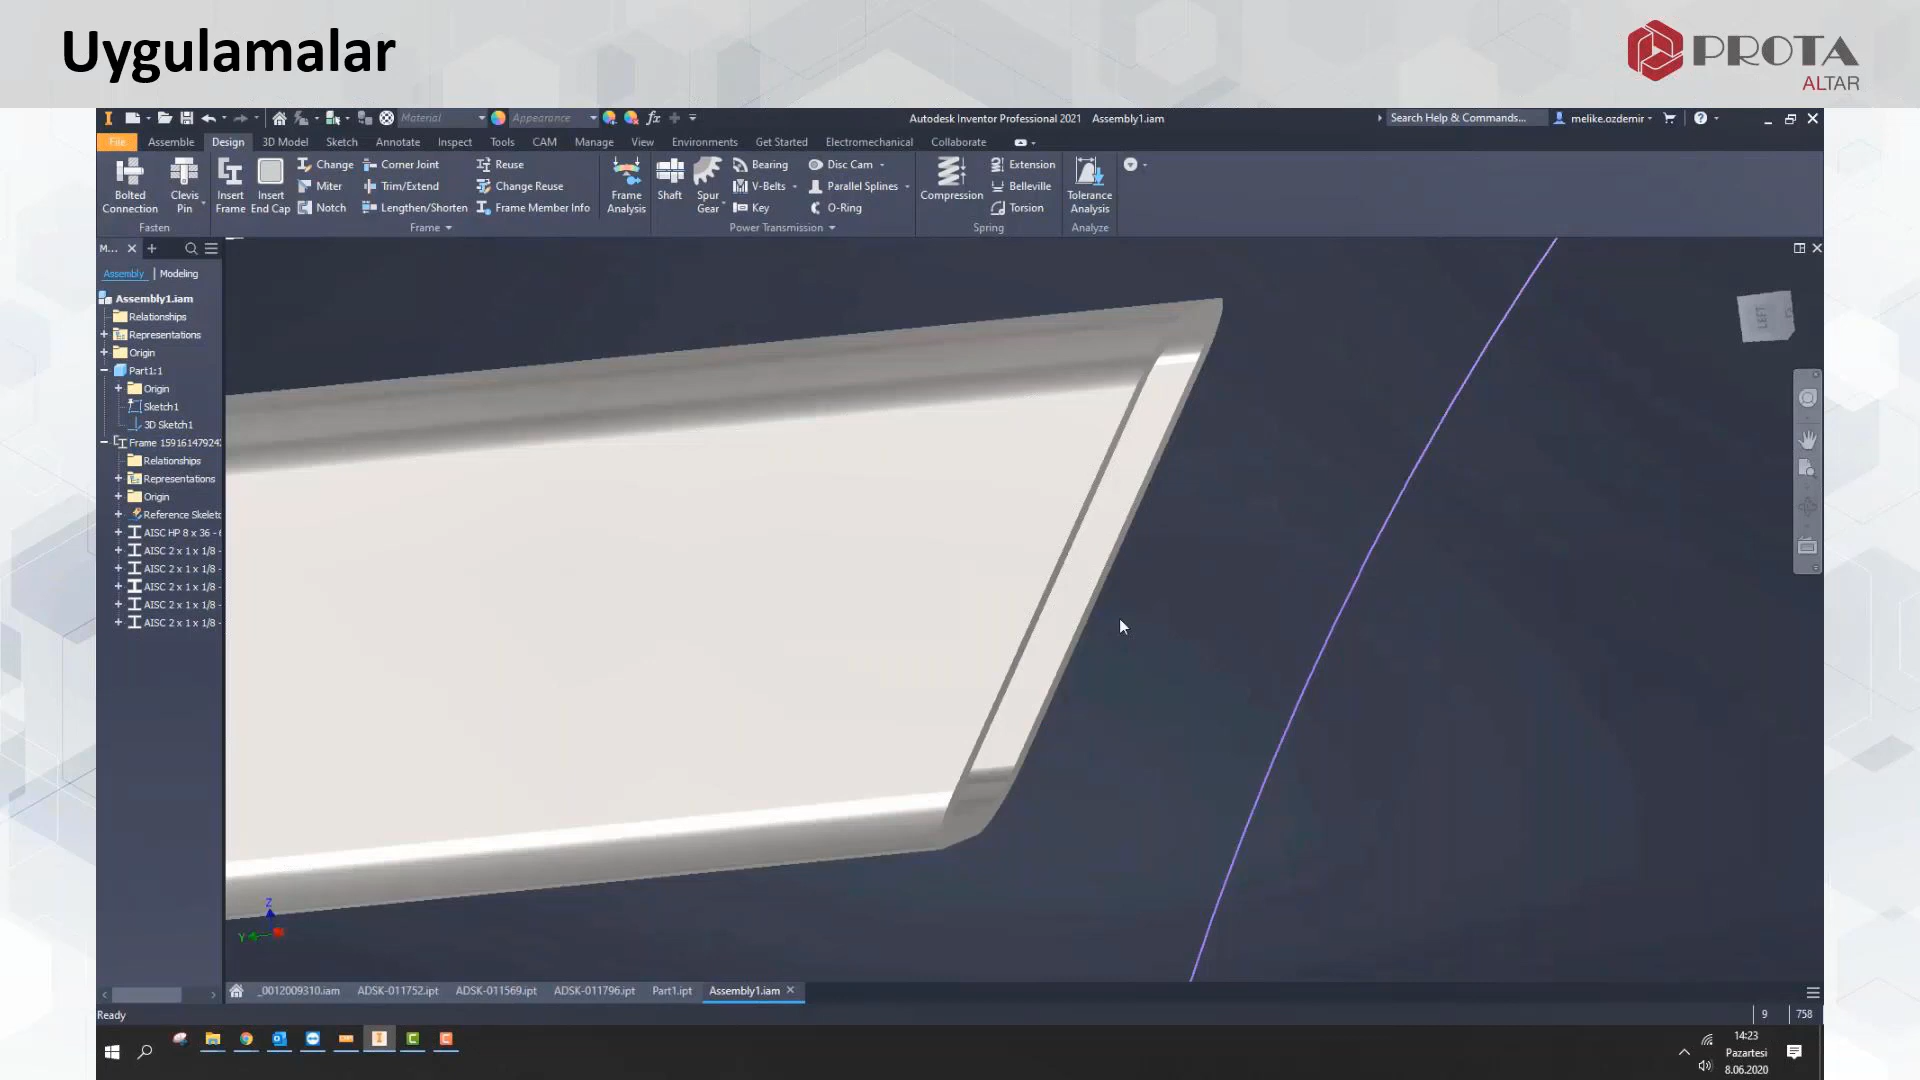 Uygulamalar
PROTA
ALTAR
Material
Appearance
fx
Autodesk Inventor Professional 2021 Assembly1.iam
Search Help & Commands...
melike.ozdemir
File Assemble Design 3D Model Sketch Annotate Inspect Tools CAM Manage View Environments Get Started Electromechanical Collaborate
Bolted Connection
Clevis Pin
Fasten
Insert Frame
Insert End Cap
Change
Miter
Notch
Corner Joint
Trim/Extend
Lengthen/Shorten
Reuse
Change Reuse
Frame Member Info
Frame
Frame Analysis
Shaft
Spur Gear
Bearing
V-Belts
Key
Disc Cam
Parallel Splines
O-Ring
Power Transmission
Compression
Extension
Belleville
Torsion
Spring
Tolerance Analysis
Analyze
M...
Assembly | Modeling
Assembly1.iam
Relationships
Representations
Origin
Part1:1
Origin
Sketch1
3D Sketch1
Frame 159161479242
Relationships
Representations
Origin
Reference Skelet
AISC HP 8 x 36 - 6
AISC 2 x 1 x 1/8 -
AISC 2 x 1 x 1/8 -
AISC 2 x 1 x 1/8 -
AISC 2 x 1 x 1/8 -
AISC 2 x 1 x 1/8 -
LEFT
Z
Y
_0012009310.iam ADSK-011752.ipt ADSK-011569.ipt ADSK-011796.ipt Part1.ipt Assembly1.iam
Ready
9 758
14:23
Pazartesi
8.06.2020